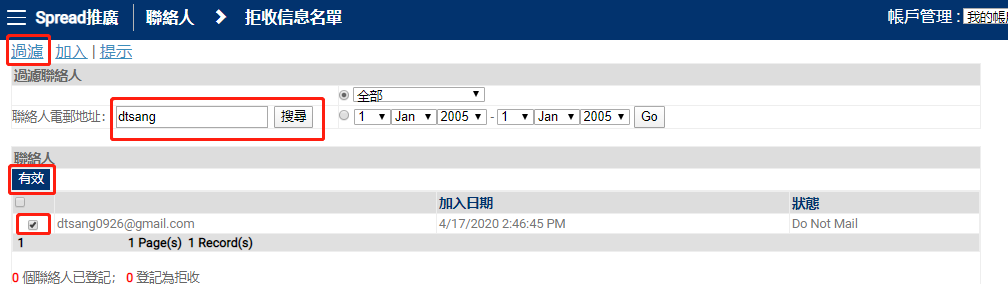 Spread推廣 聯絡人 拒收信息名單 帳戶管理 : 我的帳
過濾 加入 | 提示
過濾聯絡人
全部
聯絡人電郵地址: dtsang 搜尋
1 Jan 2005 - 1 Jan 2005 Go
聯絡人
有效
加入日期 狀態
dtsang0926@gmail.com 4/17/2020 2:46:45 PM Do Not Mail
1 1 Page(s) 1 Record(s)
0 個聯絡人已登記; 0 登記為拒收